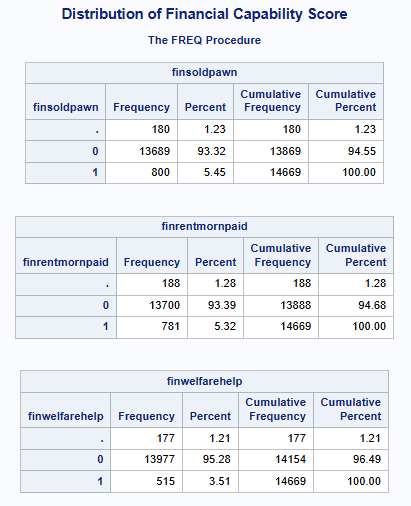 Distribution of Financial Capability Score
The FREQ Procedure
finsoldpawn
finsoldpawn Frequency Percent Cumulative Frequency Cumulative Percent
. 180 1.23 180 1.23
0 13689 93.32 13869 94.55
1 800 5.45 14669 100.00
finrentmornpaid
finrentmornpaid Frequency Percent Cumulative Frequency Cumulative Percent
. 188 1.28 188 1.28
0 13700 93.39 13888 94.68
1 781 5.32 14669 100.00
finwelfarehelp
finwelfarehelp Frequency Percent Cumulative Frequency Cumulative Percent
. 177 1.21 177 1.21
0 13977 95.28 14154 96.49
1 515 3.51 14669 100.00